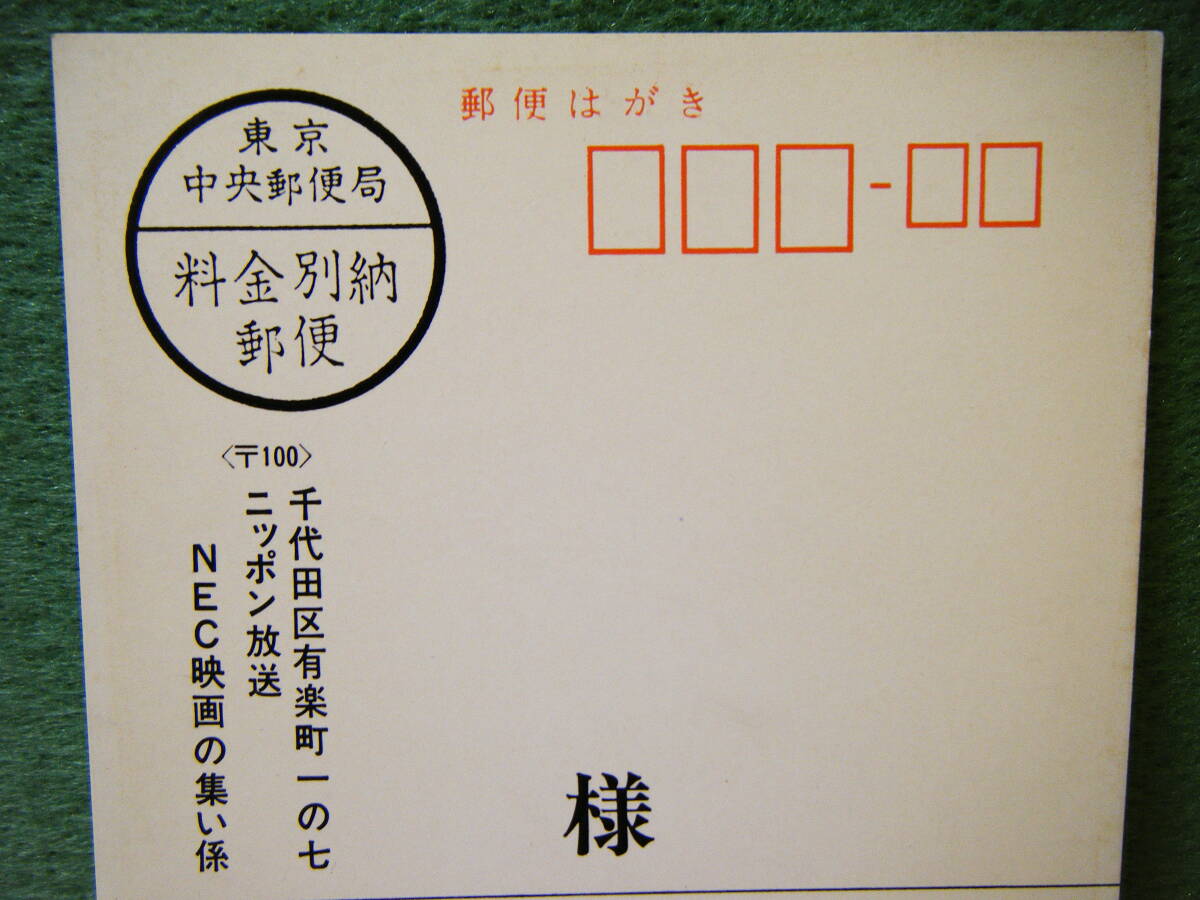 郵便はがき
東京
中央郵便局
料金別納
郵便
〈〒100〉
千代田区有楽町一の七
ニッポン放送
NEC映画の集い係
様